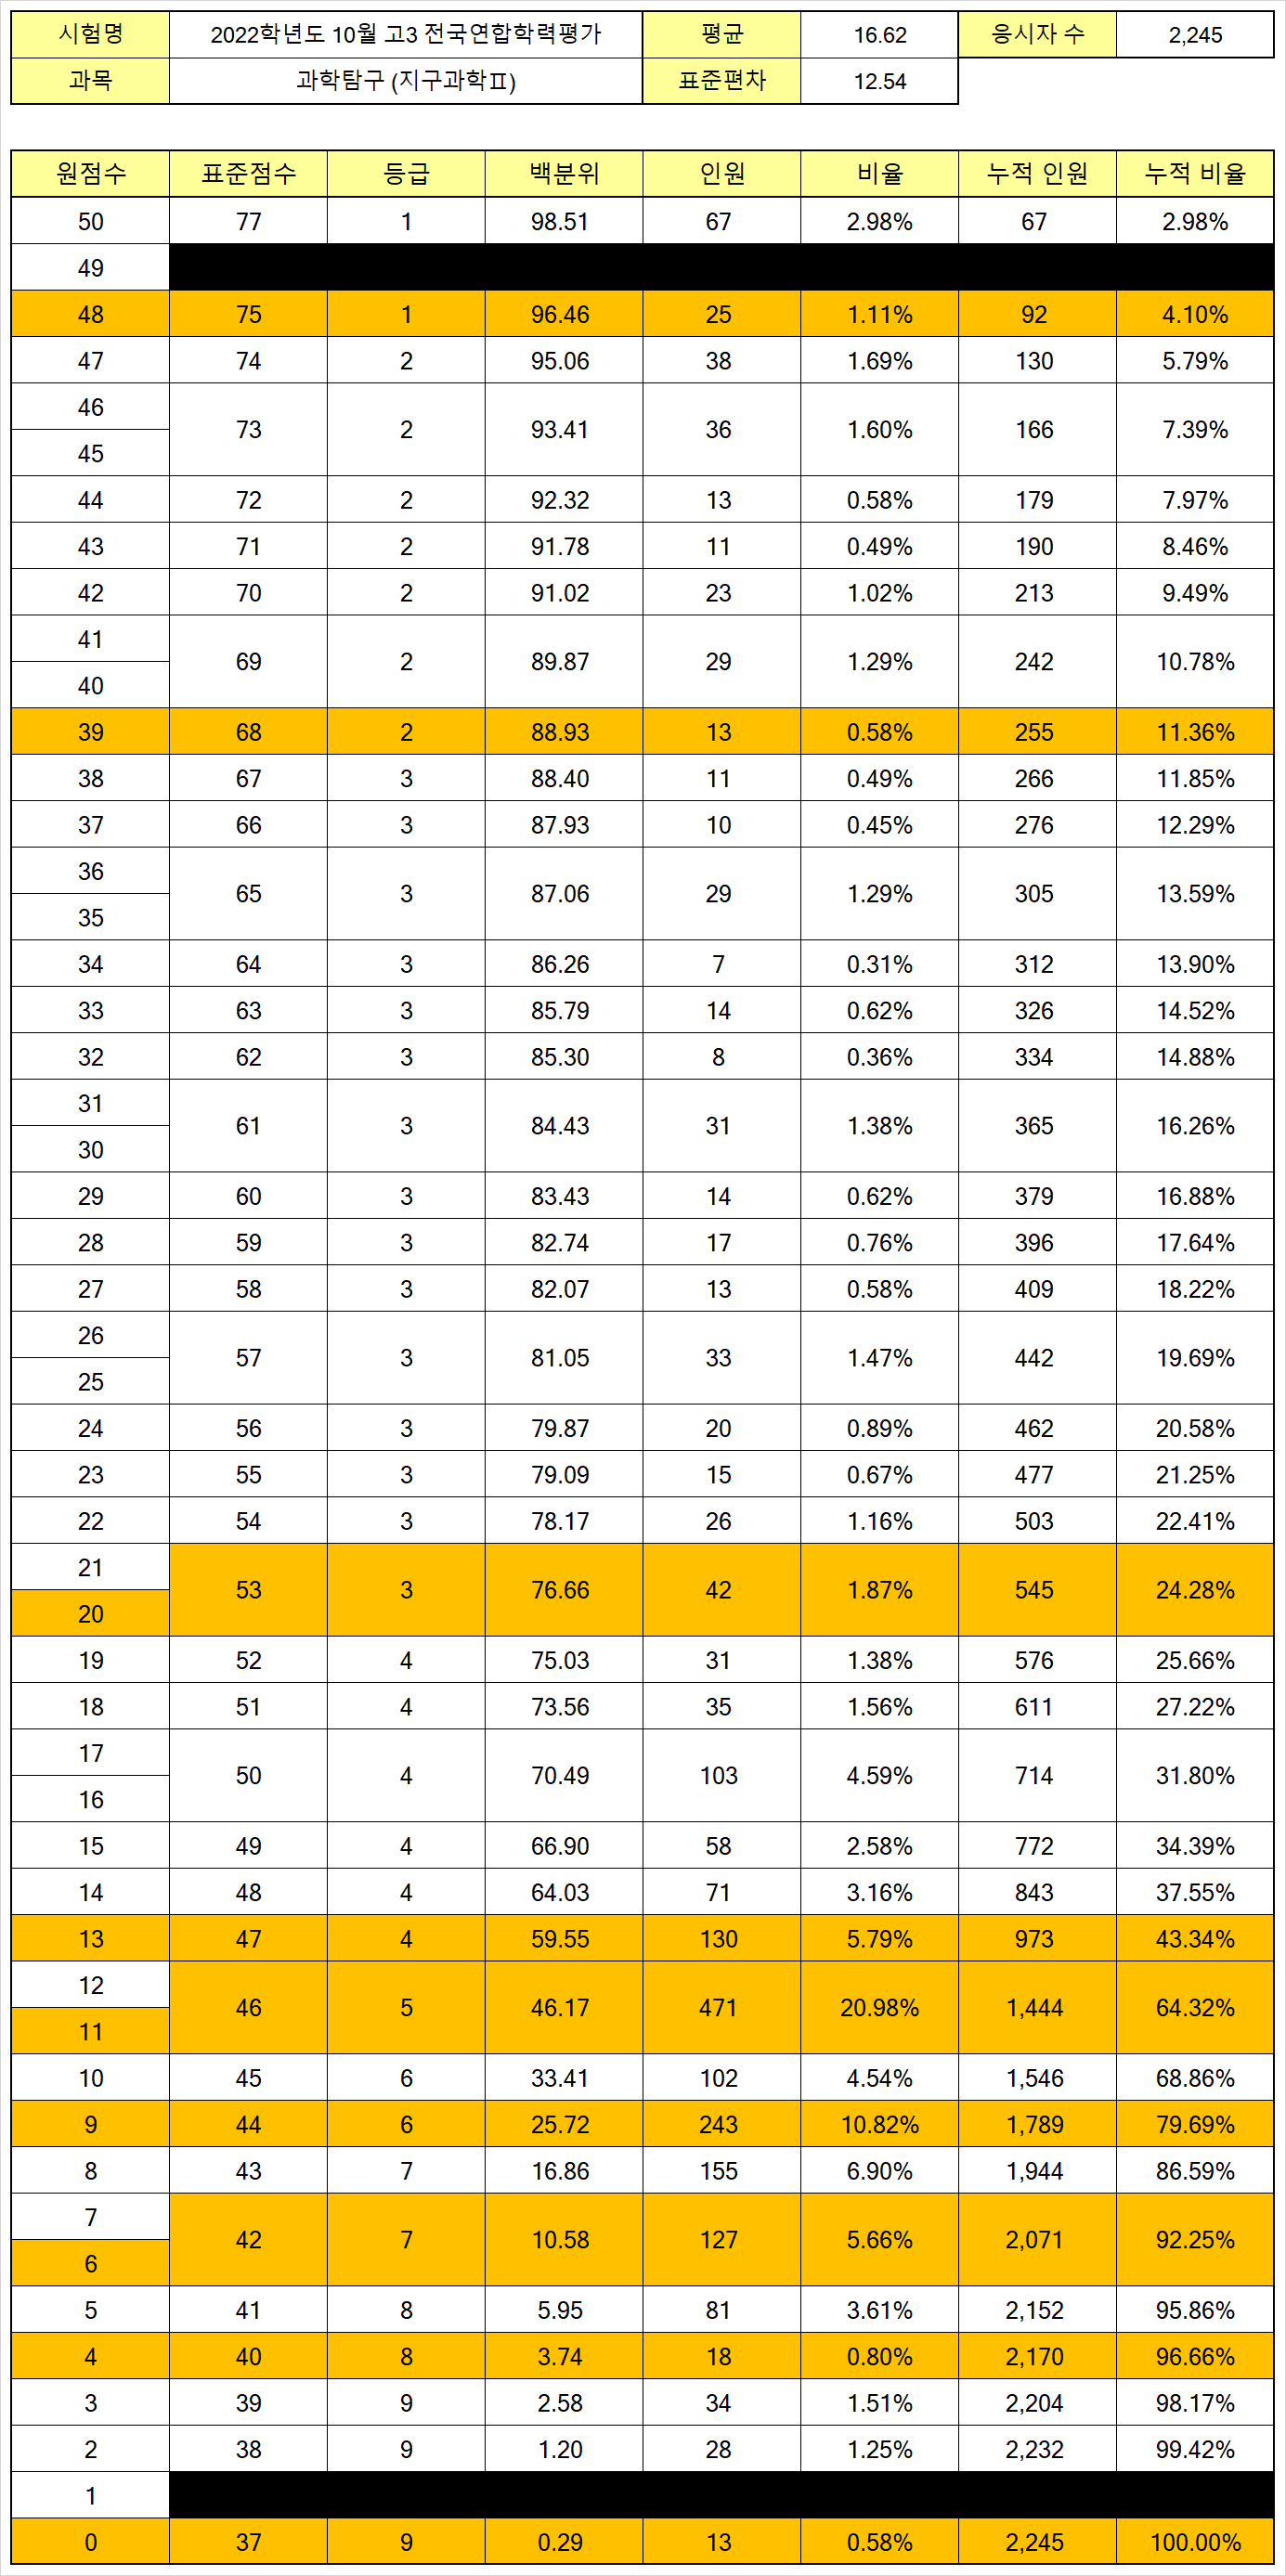 시험명 2022학년도 10월 고3 전국연합학력평가 평균 16.62 응시자 수 2,245
과목 과학탐구 (지구과학Ⅱ) 표준편차 12.54
원점수 표준점수 등급 백분위 인원 비율 누적 인원 누적 비율
50 77 1 98.51 67 2.98% 67 2.98%
49
48 75 1 96.46 25 1.11% 92 4.10%
47 74 2 95.06 38 1.69% 130 5.79%
46
73 2 93.41 36 1.60% 166 7.39%
45
44 72 2 92.32 13 0.58% 179 7.97%
43 71 2 91.78 11 0.49% 190 8.46%
42 70 2 91.02 23 1.02% 213 9.49%
41
69 2 89.87 29 1.29% 242 10.78%
40
39 68 2 88.93 13 0.58% 255 11.36%
38 67 3 88.40 11 0.49% 266 11.85%
37 66 3 87.93 10 0.45% 276 12.29%
36
65 3 87.06 29 1.29% 305 13.59%
35
34 64 3 86.26 7 0.31% 312 13.90%
33 63 3 85.79 14 0.62% 326 14.52%
32 62 3 85.30 8 0.36% 334 14.88%
31
61 3 84.43 31 1.38% 365 16.26%
30
29 60 3 83.43 14 0.62% 379 16.88%
28 59 3 82.74 17 0.76% 396 17.64%
27 58 3 82.07 13 0.58% 409 18.22%
26
57 3 81.05 33 1.47% 442 19.69%
25
24 56 3 79.87 20 0.89% 462 20.58%
23 55 3 79.09 15 0.67% 477 21.25%
22 54 3 78.17 26 1.16% 503 22.41%
21
53 3 76.66 42 1.87% 545 24.28%
20
19 52 4 75.03 31 1.38% 576 25.66%
18 51 4 73.56 35 1.56% 611 27.22%
17
50 4 70.49 103 4.59% 714 31.80%
16
15 49 4 66.90 58 2.58% 772 34.39%
14 48 4 64.03 71 3.16% 843 37.55%
13 47 4 59.55 130 5.79% 973 43.34%
12
46 5 46.17 471 20.98% 1,444 64.32%
11
10 45 6 33.41 102 4.54% 1,546 68.86%
9 44 6 25.72 243 10.82% 1,789 79.69%
8 43 7 16.86 155 6.90% 1,944 86.59%
7
42 7 10.58 127 5.66% 2,071 92.25%
6
5 41 8 5.95 81 3.61% 2,152 95.86%
4 40 8 3.74 18 0.80% 2,170 96.66%
3 39 9 2.58 34 1.51% 2,204 98.17%
2 38 9 1.20 28 1.25% 2,232 99.42%
1
0 37 9 0.29 13 0.58% 2,245 100.00%